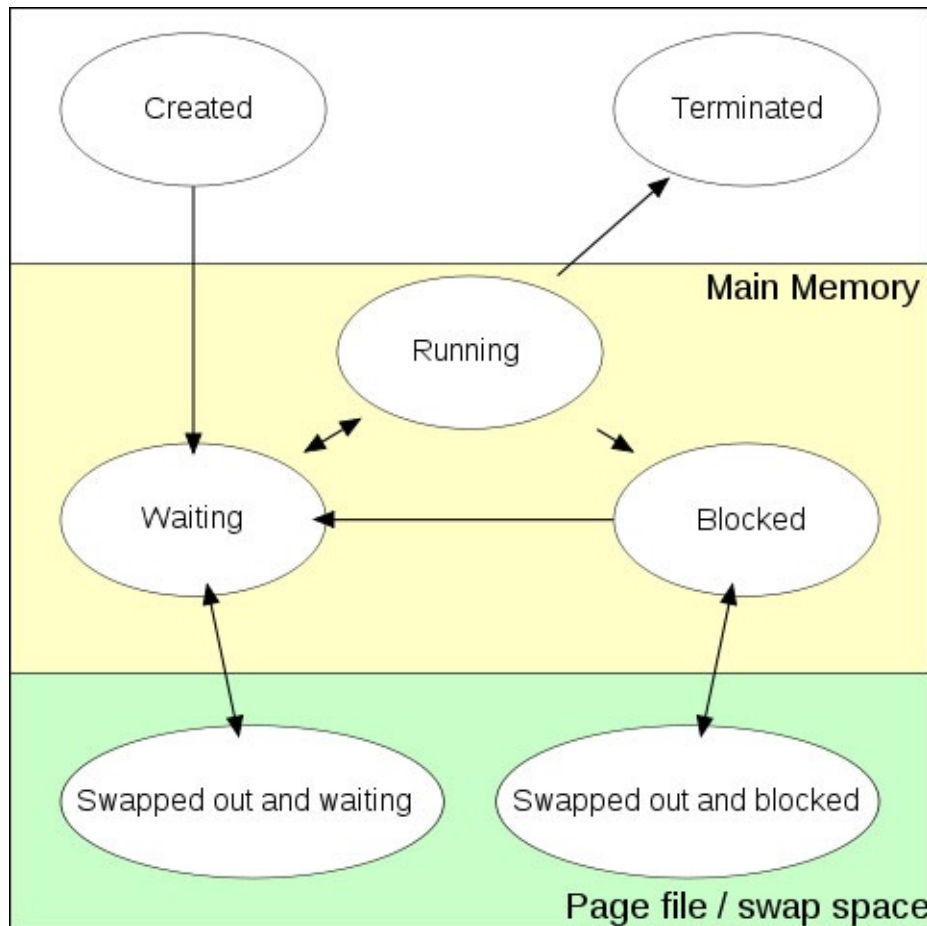 Created
Terminated
Main Memory
Running
Waiting
Blocked
Swapped out and waiting
Swapped out and blocked
Page file / swap space